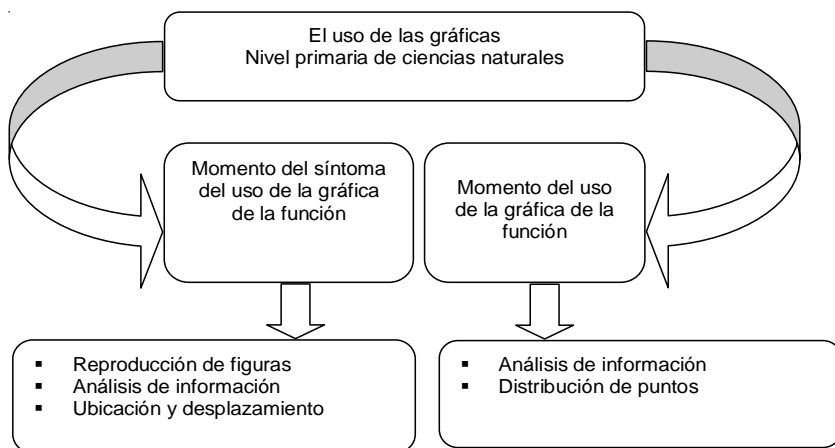 El uso de las gráficas
Nivel primaria de ciencias naturales
Momento del síntoma
del uso de la gráfica
de la función
Momento del uso
de la gráfica de la
función
▪ Reproducción de figuras
▪ Análisis de información
▪ Ubicación y desplazamiento
▪ Análisis de información
▪ Distribución de puntos